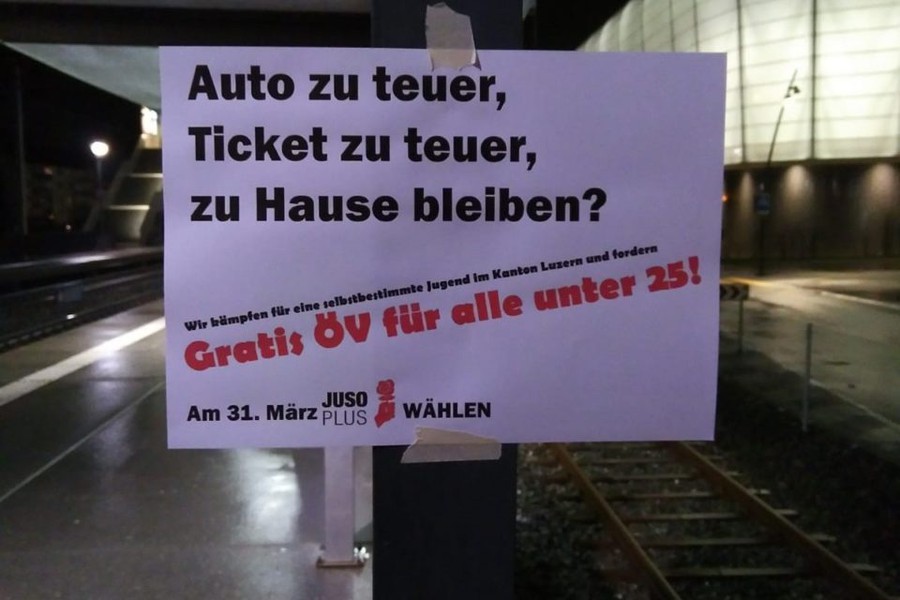 Auto zu teuer,
Ticket zu teuer,
zu Hause bleiben?
Wir kämpfen für eine selbstbestimmte Jugend im Kanton Luzern und fordern
Gratis ÖV für alle unter 25!
Am 31. März JUSO PLUS WÄHLEN